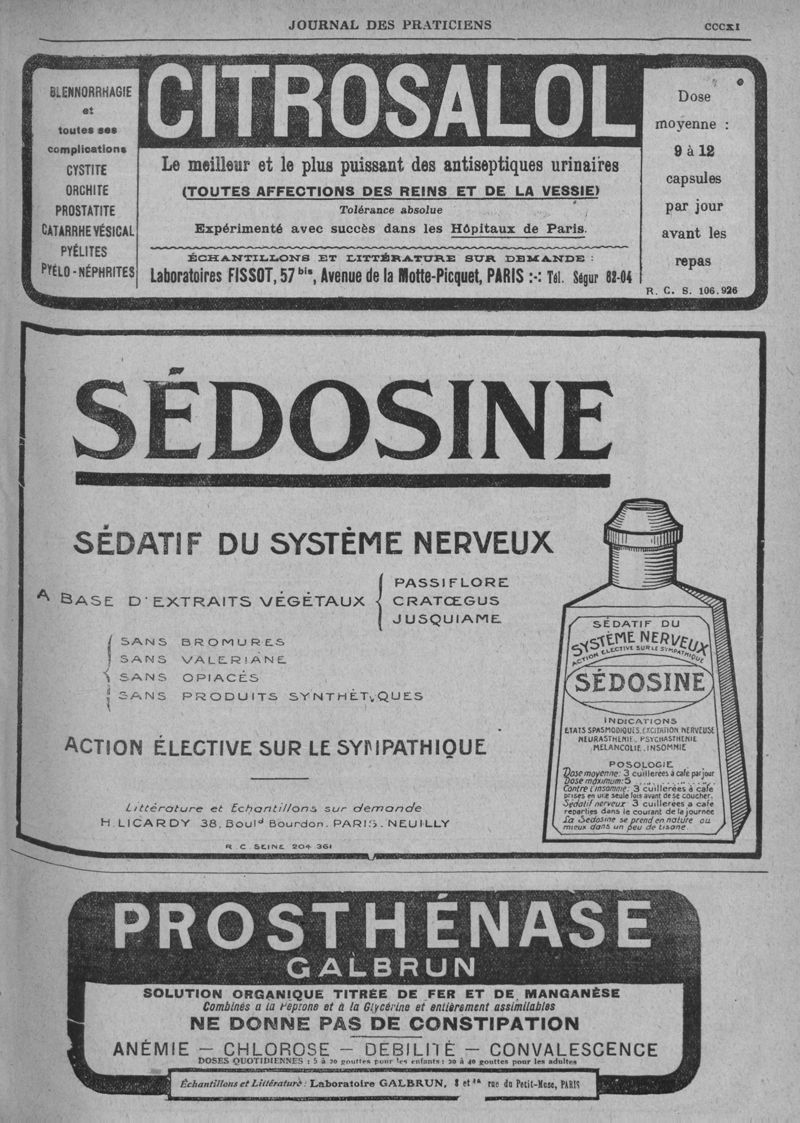 JOURNAL DES PRATICIENS
CCCXI
BLENNORRHAGIE
et
toutes ses
complications
CYSTITE
ORCHITE
PROSTATITE
CATARRHE VÉSICAL
PYÉLITES
PYÉLO-NÉPHRITES
CITROSALOL
Le meilleur et le plus puissant des antiseptiques urinaires
(TOUTES AFFECTIONS DES REINS ET DE LA VESSIE)
Tolérance absolue
Expérimenté avec succès dans les Hôpitaux de Paris.
ÉCHANTILLONS ET LITTÉRATURE SUR DEMANDE :
Laboratoires FISSOT, 57 bis, Avenue de la Motte-Picquet, PARIS :-: Tél. Ségur 82-04
Dose
moyenne :
9 à 12
capsules
par jour
avant les
repas
R. C. S. 106.926
SÉDOSINE
SÉDATIF DU SYSTÈME NERVEUX
A BASE D'EXTRAITS VÉGÉTAUX
PASSIFLORE
CRATŒGUS
JUSQUIAME
SANS BROMURES
SANS VALERIANE
SANS OPIACÉS
SANS PRODUITS SYNTHÉTIQUES
ACTION ÉLECTIVE SUR LE SYMPATHIQUE
Littérature et Echantillons sur demande
H. LICARDY 38, Boul^d Bourdon. PARIS. NEUILLY
R. C SEINE 204 361
SÉDATIF DU
SYSTÈME NERVEUX
ACTION ELECTIVE SUR LE SYMPATHIQUE
SÉDOSINE
INDICATIONS
ETATS SPASMODIQUES, EXCITATION NERVEUSE
NEURASTHENIE, PSYCHASTHENIE
MELANCOLIE, INSOMNIE
POSOLOGIE
Dose moyenne: 3 cuillerées à café par jour
Dose maximum: 5
Contre l'insomnie: 3 cuillerées à café
prises en une seule fois avant de se coucher.
Sédatif nerveux 3 cuillerées a café
reparties dans le courant de la journée
La Sedosine se prend en nature ou
mieux dans un peu de tisane
PROSTHÉNASE
GALBRUN
SOLUTION ORGANIQUE TITRÉE DE FER ET DE MANGANÈSE
Combinés a la Peptone et à la Glycérine et entièrement assimilables
NE DONNE PAS DE CONSTIPATION
ANÉMIE — CHLOROSE — DÉBILITÉ — CONVALESCENCE
DOSES QUOTIDIENNES : 5 à 20 gouttes pour les enfants : 20 à 40 gouttes pour les adultes
Échantillons et Littérature : Laboratoire GALBRUN, 8 et rue du Petit-Musc, PARIS